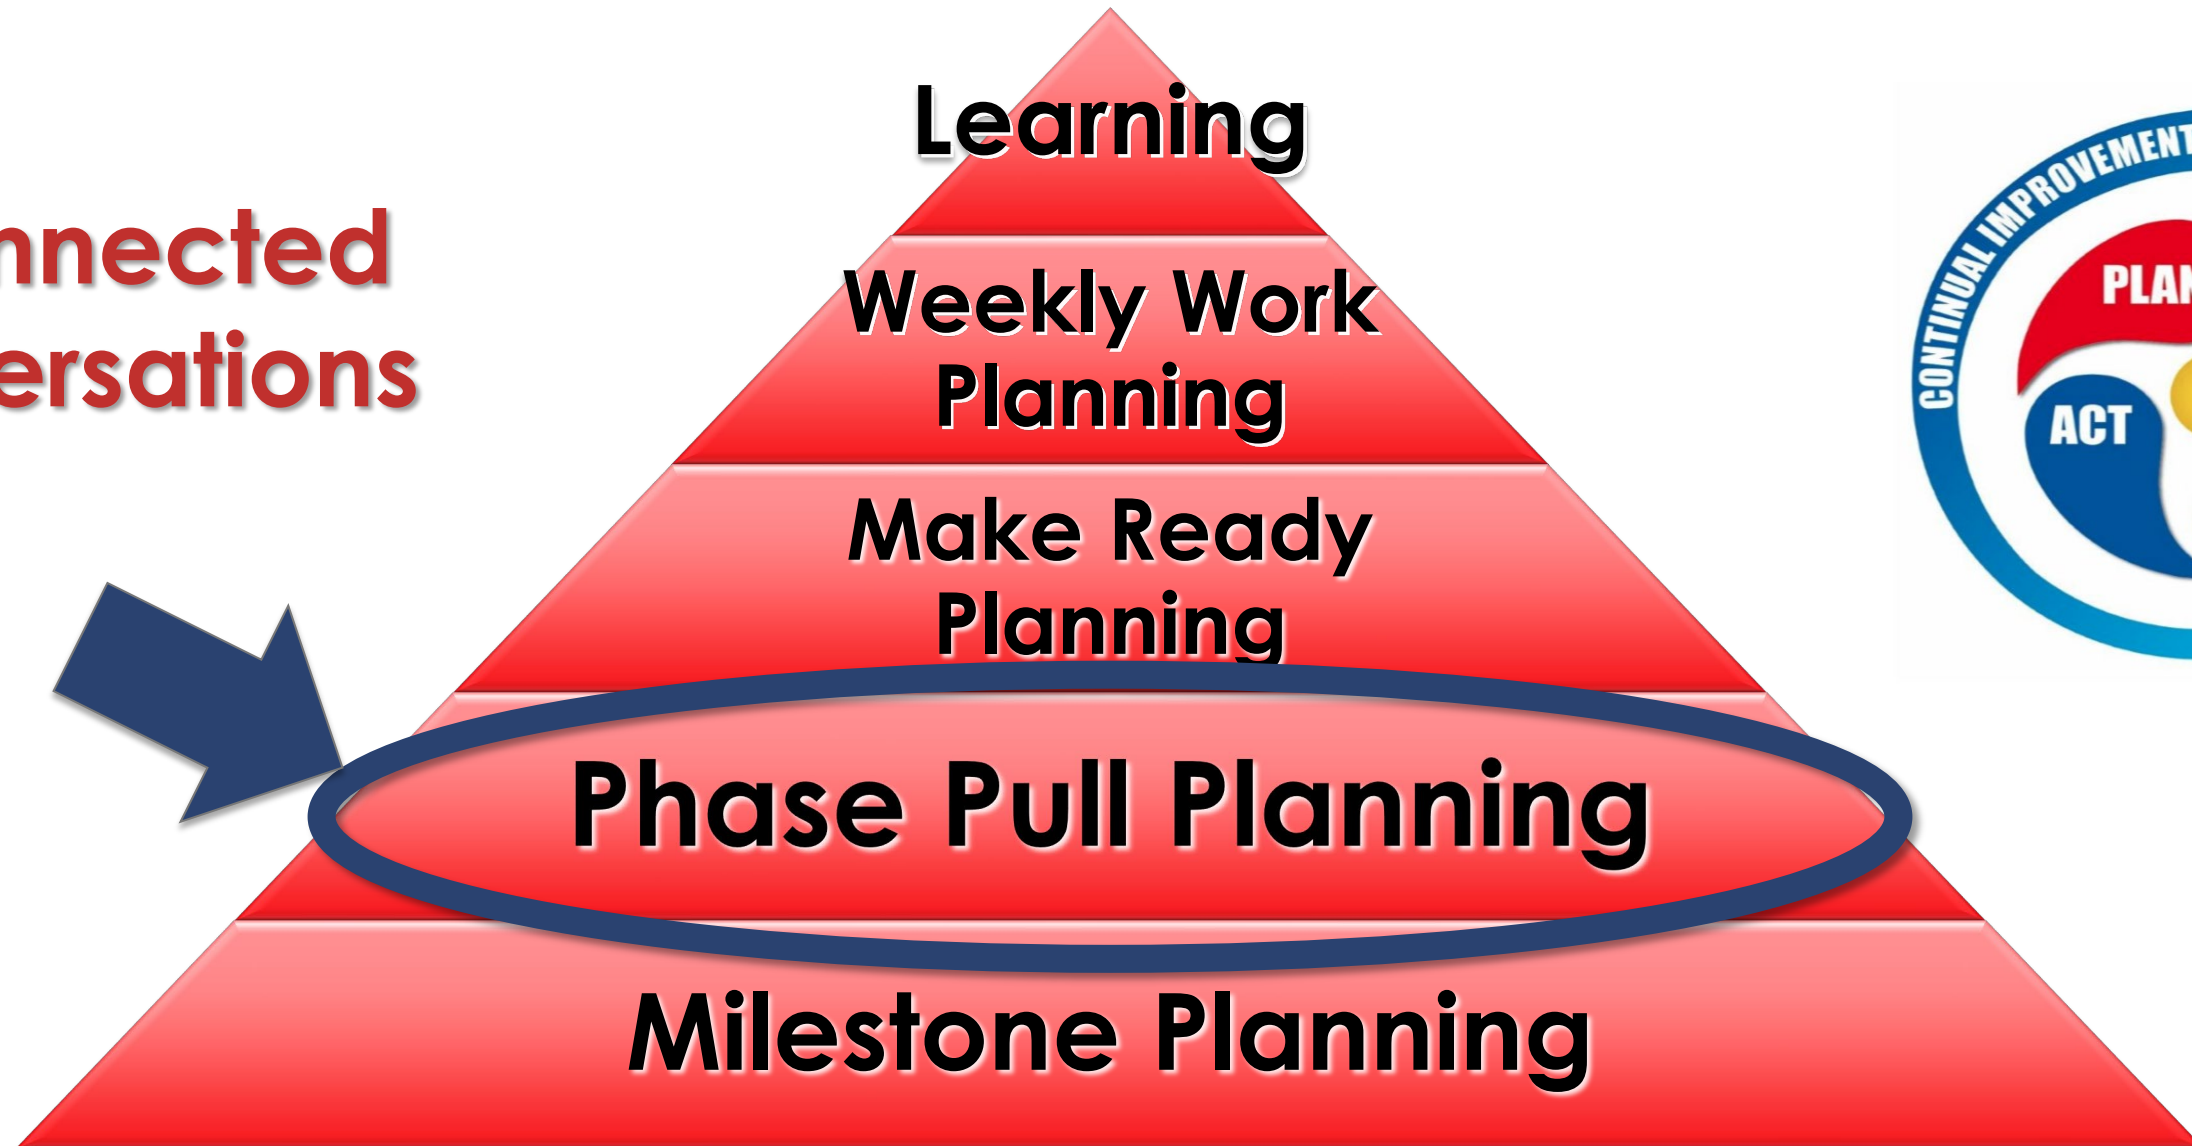 Learning
Weekly Work
Planning
Make Ready
Planning
Phase Pull Planning
Milestone Planning
nnected
ersations
CONTINUAL IMPROVEMENT
PLAN
ACT